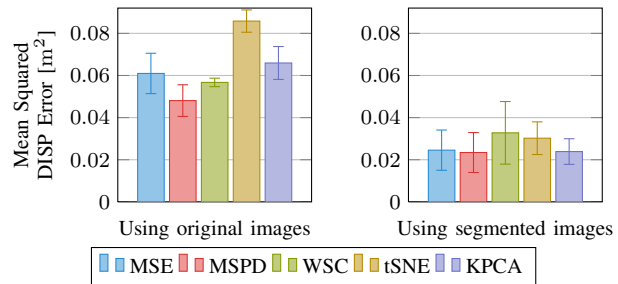 Mean Squared
DISP Error [m²]
0.08
0.06
0.04
0.02
0
Using original images
0.08
0.06
0.04
0.02
0
Using segmented images
MSE MSPD WSC tSNE KPCA